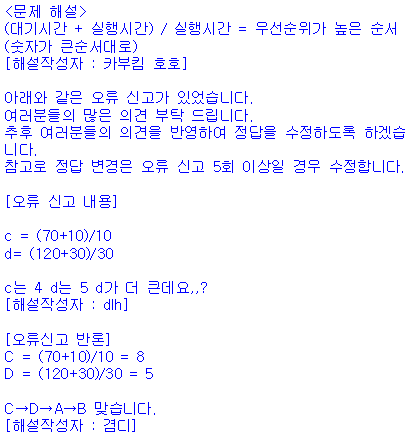 <문제 해설>
(대기시간 + 실행시간) / 실행시간 = 우선순위가 높은 순서
(숫자가 큰순서대로)
[해설작성자 : 카부킴 호호]
아래와 같은 오류 신고가 있었습니다.
여러분들의 많은 의견 부탁 드립니다.
추후 여러분들의 의견을 반영하여 정답을 수정하도록 하겠습
니다.
참고로 정답 변경은 오류 신고 5회 이상일 경우 수정합니다.
[오류 신고 내용]
c = (70+10)/10
d= (120+30)/30
c는 4 d는 5 d가 더 큰데요,,?
[해설작성자 : dlh]
[오류신고 반론]
C = (70+10)/10 = 8
D = (120+30)/30 = 5
C→D→A→B 맞습니다.
[해설작성자 : 겸디]